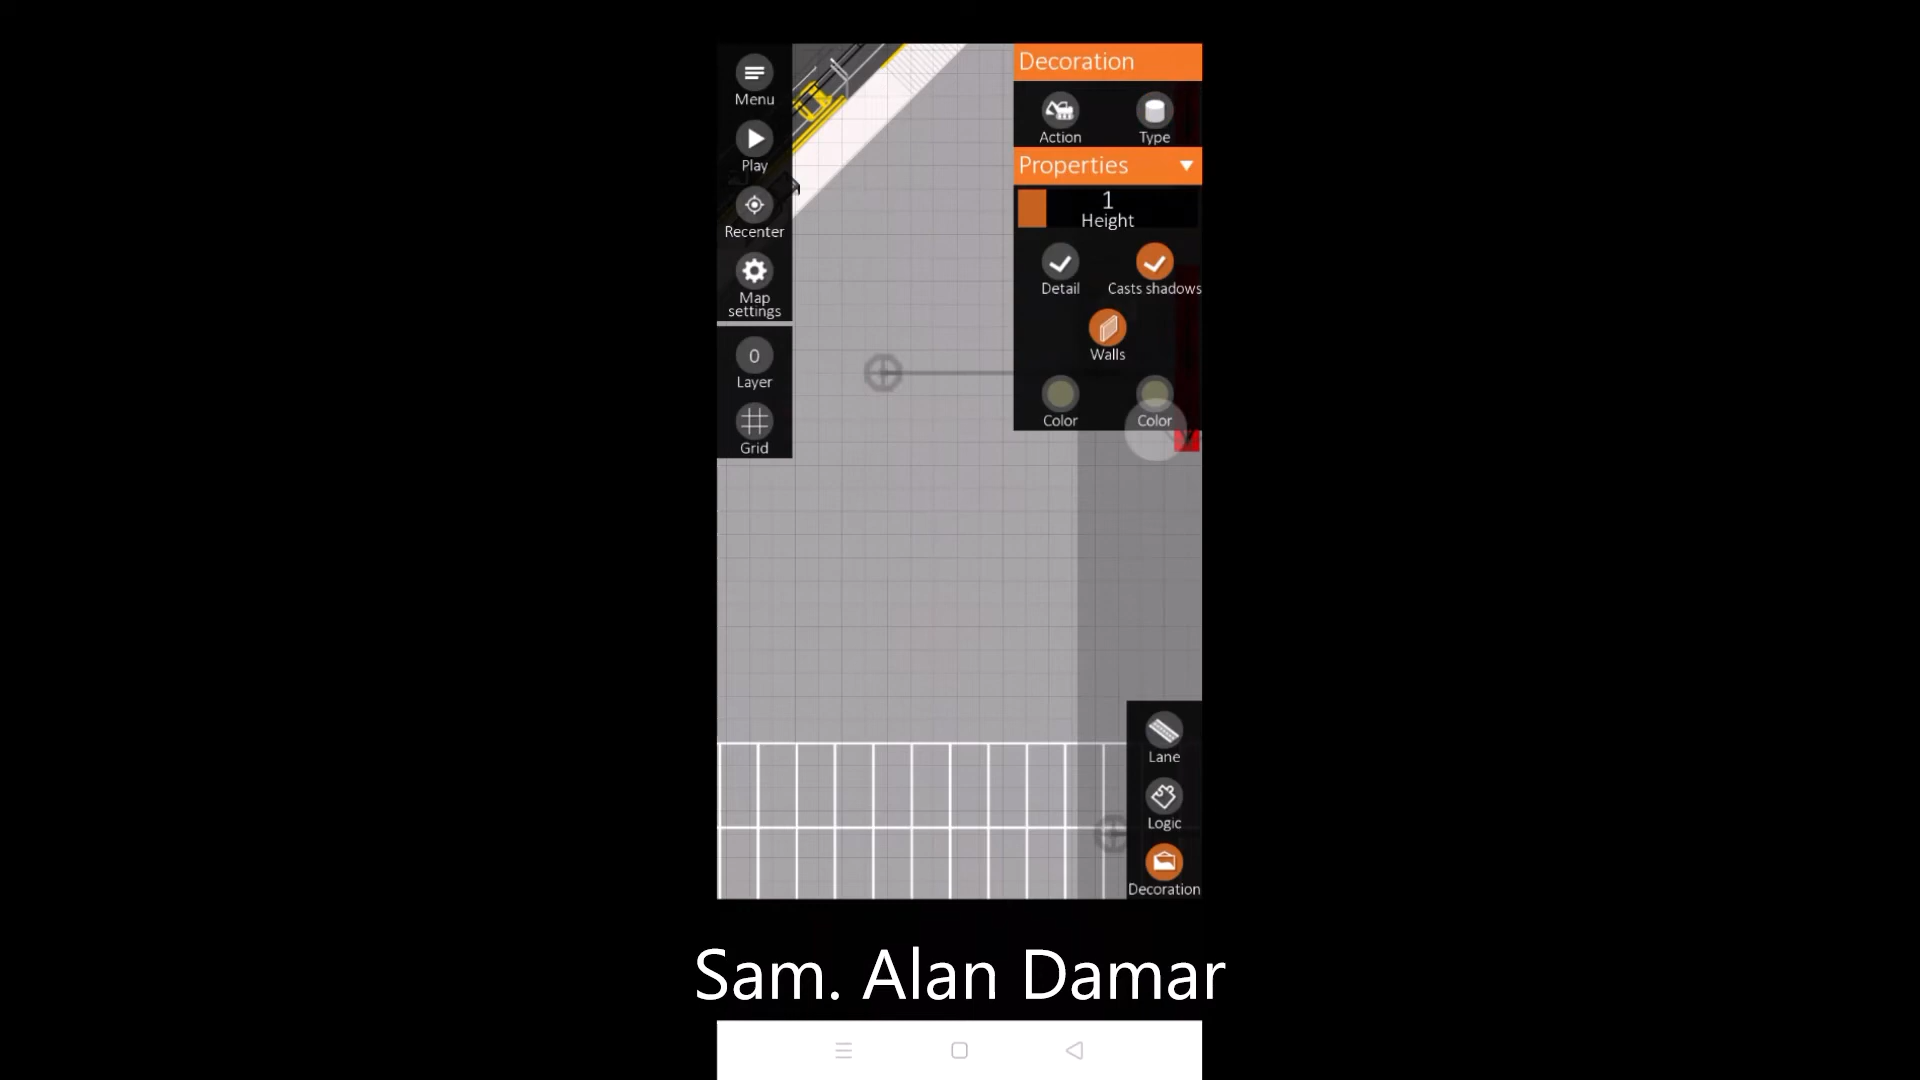 Menu
Play
Recenter
Map
settings
0
Layer
Grid
Decoration
Action
Type
Properties
1
Height
Detail
Casts shadows
Walls
Color
Color
Lane
Logic
Decoration
Sam. Alan Damar